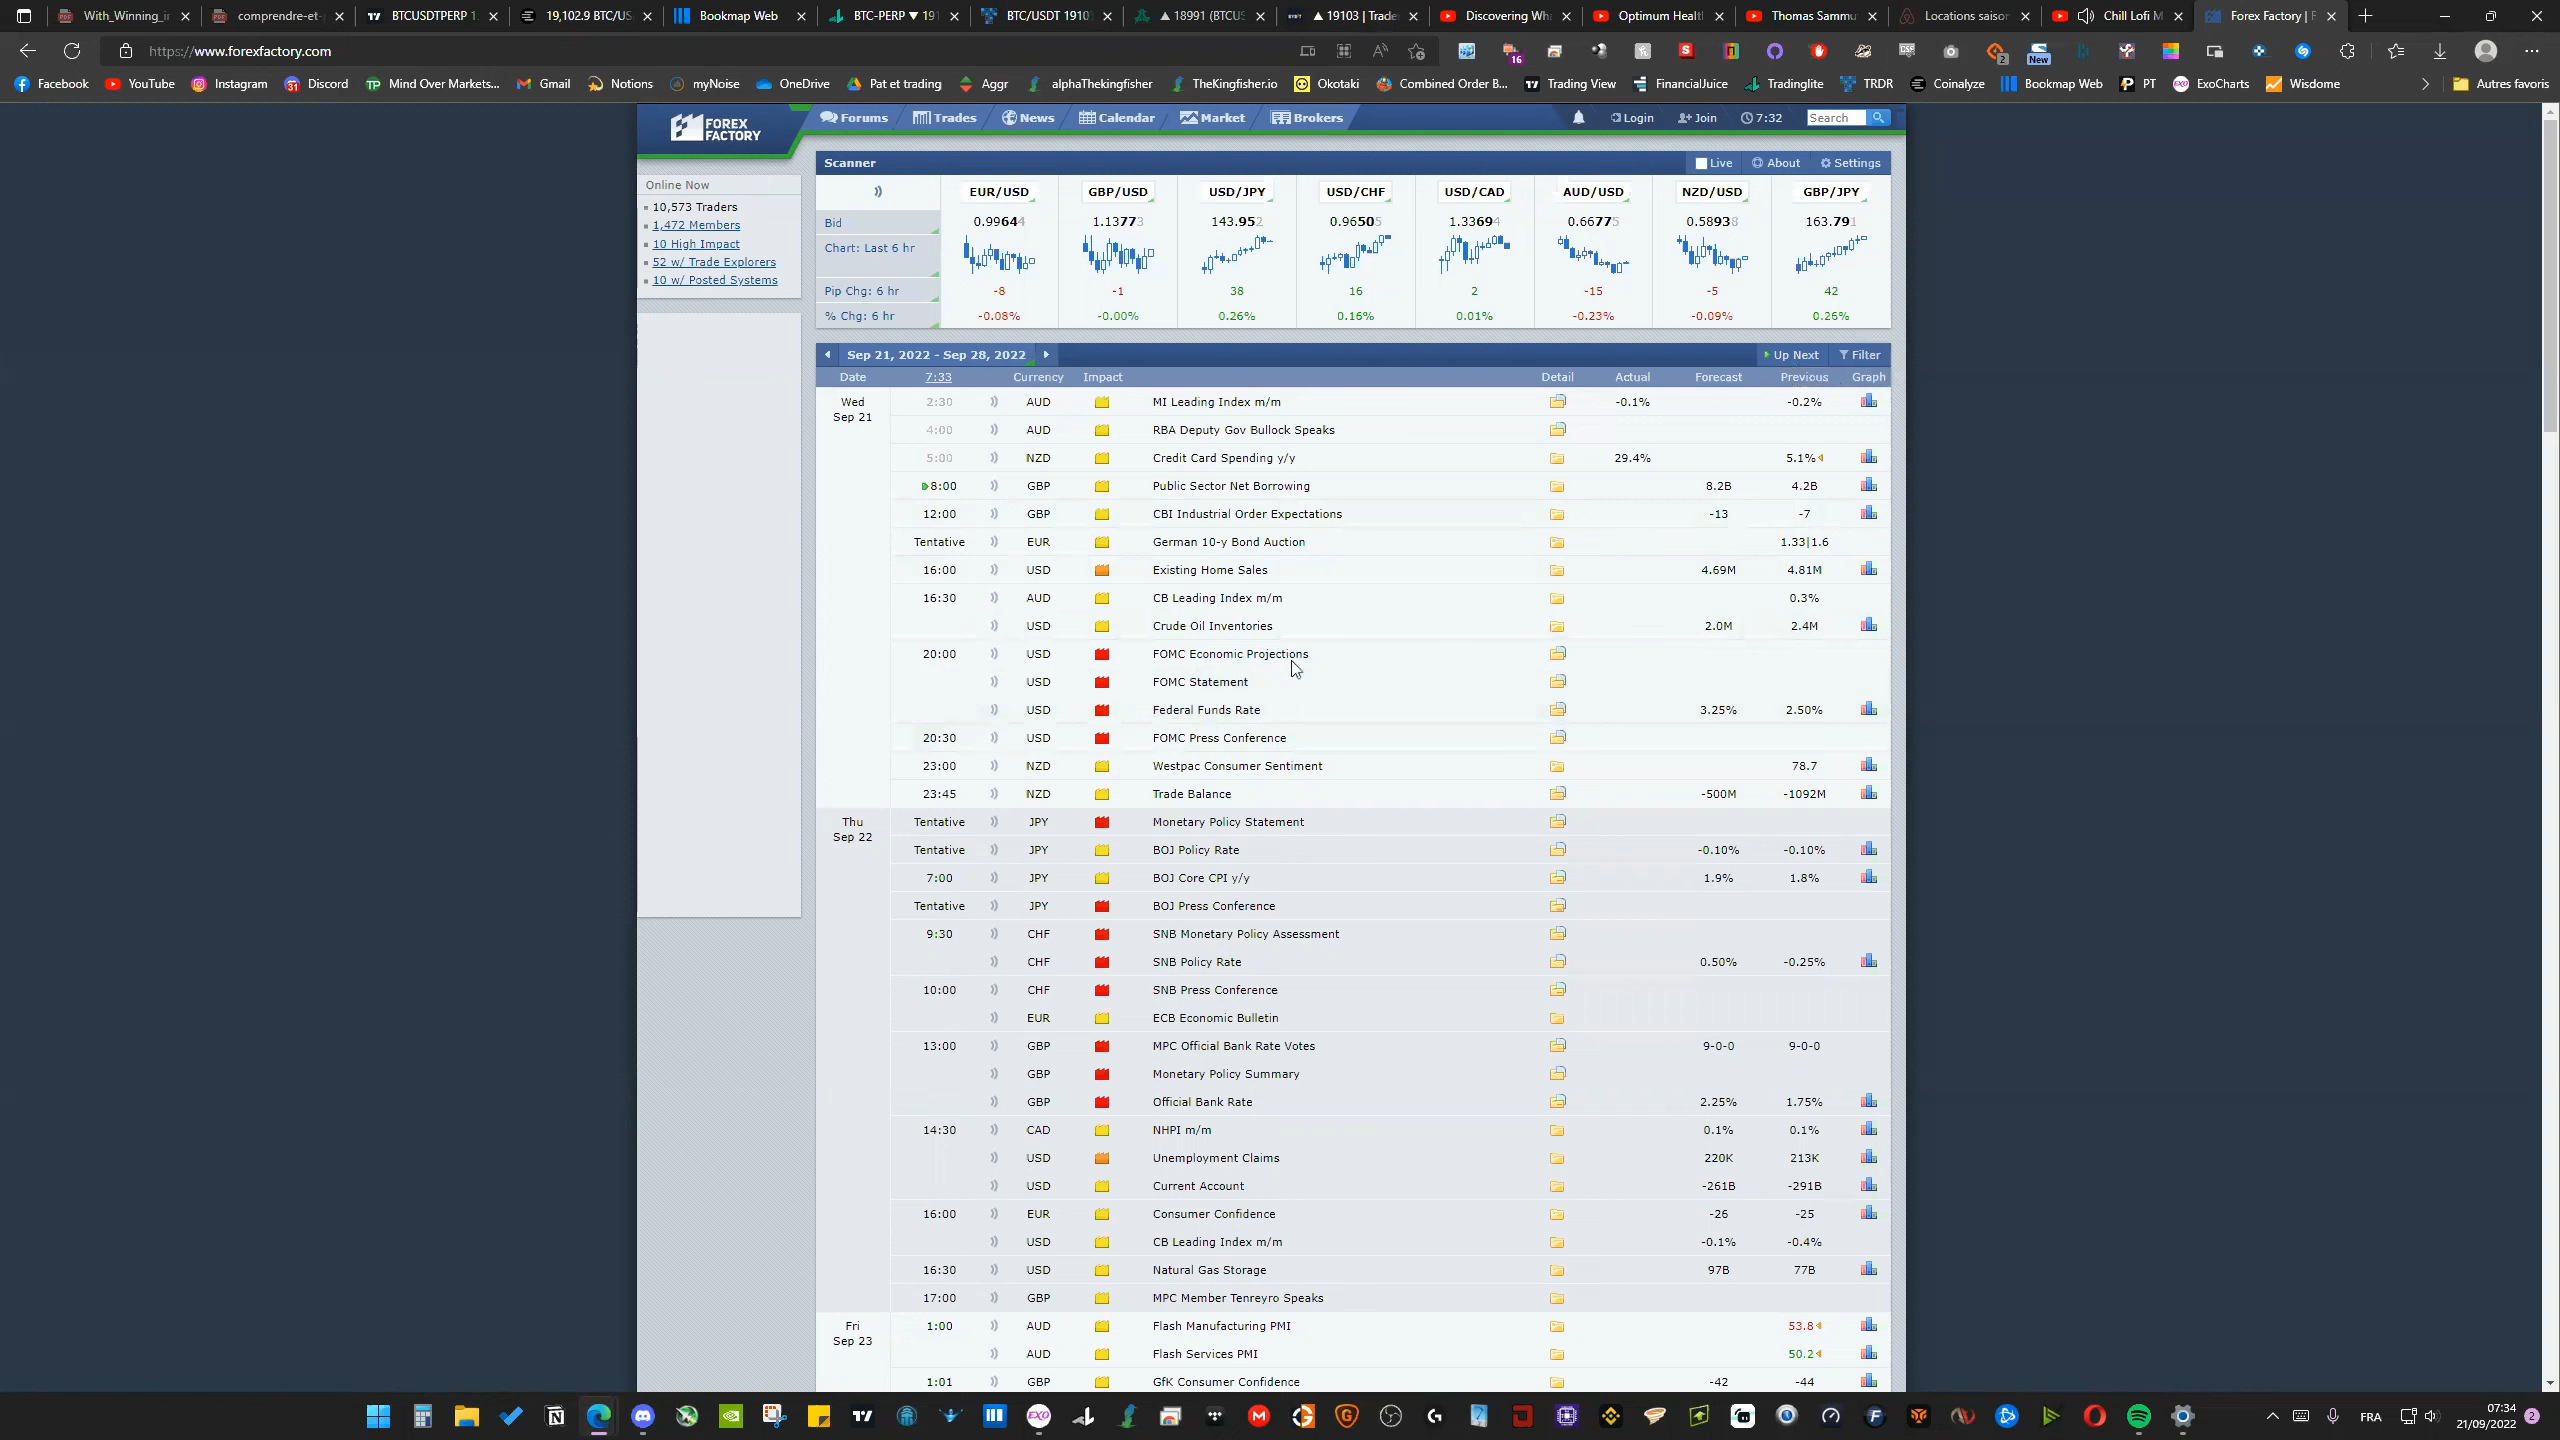 With_Winning_i
comprendre-et-
BTCUSDTPERP 1.
19,102.9 BTC/US
Bookmap Web
BTC-PERP ▼ 191
BTC/USDT 1910
▲ 18991 (BTCUS
▲ 19103 | Trade
Discovering Wh
Optimum Healt
Thomas Sammu
Locations saison
Chill Lofi M
Forex Factory | F
https://www.forexfactory.com
16
2
New
Facebook YouTube Instagram Discord Mind Over Markets... Gmail Notions myNoise OneDrive Pat et trading Aggr alphaThekingfisher TheKingfisher.io Okotaki Combined Order B... Trading View FinancialJuice Tradinglite TRDR Coinalyze Bookmap Web PT ExoCharts Wisdome Autres favoris
FOREX
FACTORY
Forums Trades News Calendar Market Brokers Login Join 7:32 Search
Online Now
10,573 Traders
1,472 Members
10 High Impact
52 w/ Trade Explorers
10 w/ Posted Systems
Scanner Live About Settings
EUR/USD GBP/USD USD/JPY USD/CHF USD/CAD AUD/USD NZD/USD GBP/JPY
Bid 0.99644 1.13773 143.952 0.96505 1.33694 0.66775 0.58938 163.791
Chart: Last 6 hr
Pip Chg: 6 hr -8 -1 38 16 2 -15 -5 42
% Chg: 6 hr -0.08% -0.00% 0.26% 0.16% 0.01% -0.23% -0.09% 0.26%
Sep 21, 2022 - Sep 28, 2022 Up Next Filter
Date 7:33 Currency Impact Detail Actual Forecast Previous Graph
Wed Sep 21 2:30 AUD MI Leading Index m/m -0.1% -0.2%
4:00 AUD RBA Deputy Gov Bullock Speaks
5:00 NZD Credit Card Spending y/y 29.4% 5.1%
8:00 GBP Public Sector Net Borrowing 8.2B 4.2B
12:00 GBP CBI Industrial Order Expectations -13 -7
Tentative EUR German 10-y Bond Auction 1.33|1.6
16:00 USD Existing Home Sales 4.69M 4.81M
16:30 AUD CB Leading Index m/m 0.3%
USD Crude Oil Inventories 2.0M 2.4M
20:00 USD FOMC Economic Projections
USD FOMC Statement
USD Federal Funds Rate 3.25% 2.50%
20:30 USD FOMC Press Conference
23:00 NZD Westpac Consumer Sentiment 78.7
23:45 NZD Trade Balance -500M -1092M
Thu Sep 22 Tentative JPY Monetary Policy Statement
Tentative JPY BOJ Policy Rate -0.10% -0.10%
7:00 JPY BOJ Core CPI y/y 1.9% 1.8%
Tentative JPY BOJ Press Conference
9:30 CHF SNB Monetary Policy Assessment
CHF SNB Policy Rate 0.50% -0.25%
10:00 CHF SNB Press Conference
EUR ECB Economic Bulletin
13:00 GBP MPC Official Bank Rate Votes 9-0-0 9-0-0
GBP Monetary Policy Summary
GBP Official Bank Rate 2.25% 1.75%
14:30 CAD NHPI m/m 0.1% 0.1%
USD Unemployment Claims 220K 213K
USD Current Account -261B -291B
16:00 EUR Consumer Confidence -26 -25
USD CB Leading Index m/m -0.1% -0.4%
16:30 USD Natural Gas Storage 97B 77B
17:00 GBP MPC Member Tenreyro Speaks
Fri Sep 23 1:00 AUD Flash Manufacturing PMI 53.8
AUD Flash Services PMI 50.2
1:01 GBP GfK Consumer Confidence -42 -44
FRA 07:34
21/09/2022 2